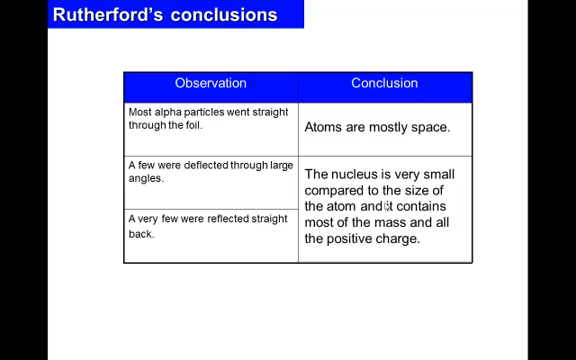 Rutherford's conclusions
Observation
Conclusion
Most alpha particles went straight
through the foil.
Atoms are mostly space.
A few were deflected through large
angles.
A very few were reflected straight
back.
The nucleus is very small
compared to the size of
the atom and it contains
most of the mass and all
the positive charge.